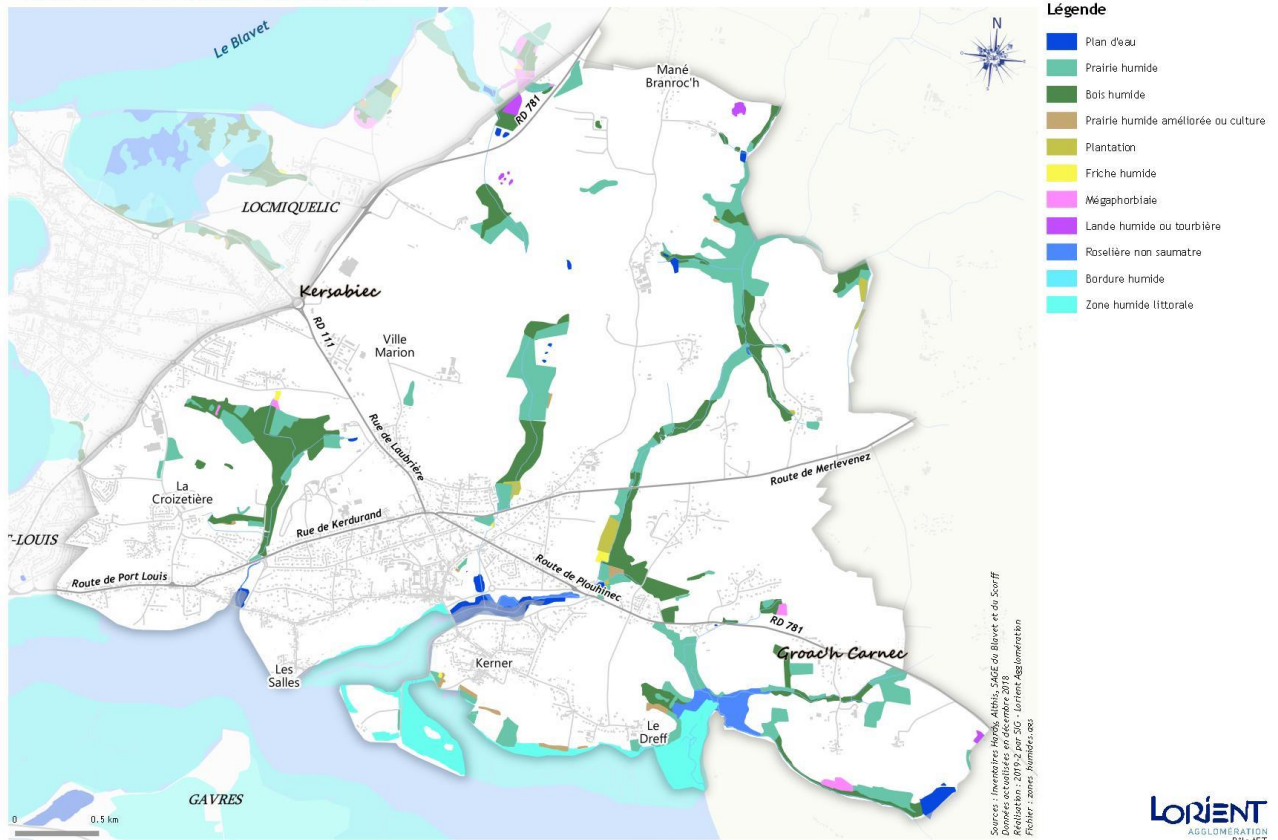 Légende
Plan d'eau
Prairie humide
Bois humide
Prairie humide améliorée ou culture
Plantation
Friche humide
Mégaphorbiaie
Lande humide ou tourbière
Roselière non saumatre
Bordure humide
Zone humide littorale
N
Le Blavet
Mané
Branroc'h
RD 781
LOCMIQUELIC
Kersabiec
RD 111
Ville
Marion
Rue de Laubrière
La
Croizetière
Route de Merlevenez
Rue de Kerdurand
T-LOUIS
Route de Port Louis
Route de Plouhinec
RD 781
Groac'h Carnec
Les
Salles
Kerner
Le
Dreff
GAVRES
0 0.5 km
Sources : Inventaires Althis, SAGE du Blavet et du Scorff
Données actualisées en décembre 2018
Réalisation : 2019-2 par SIG - Lorient Agglomération
Fichier : zones_humides.qgs
LORIENT
AGGLOMÉRATION